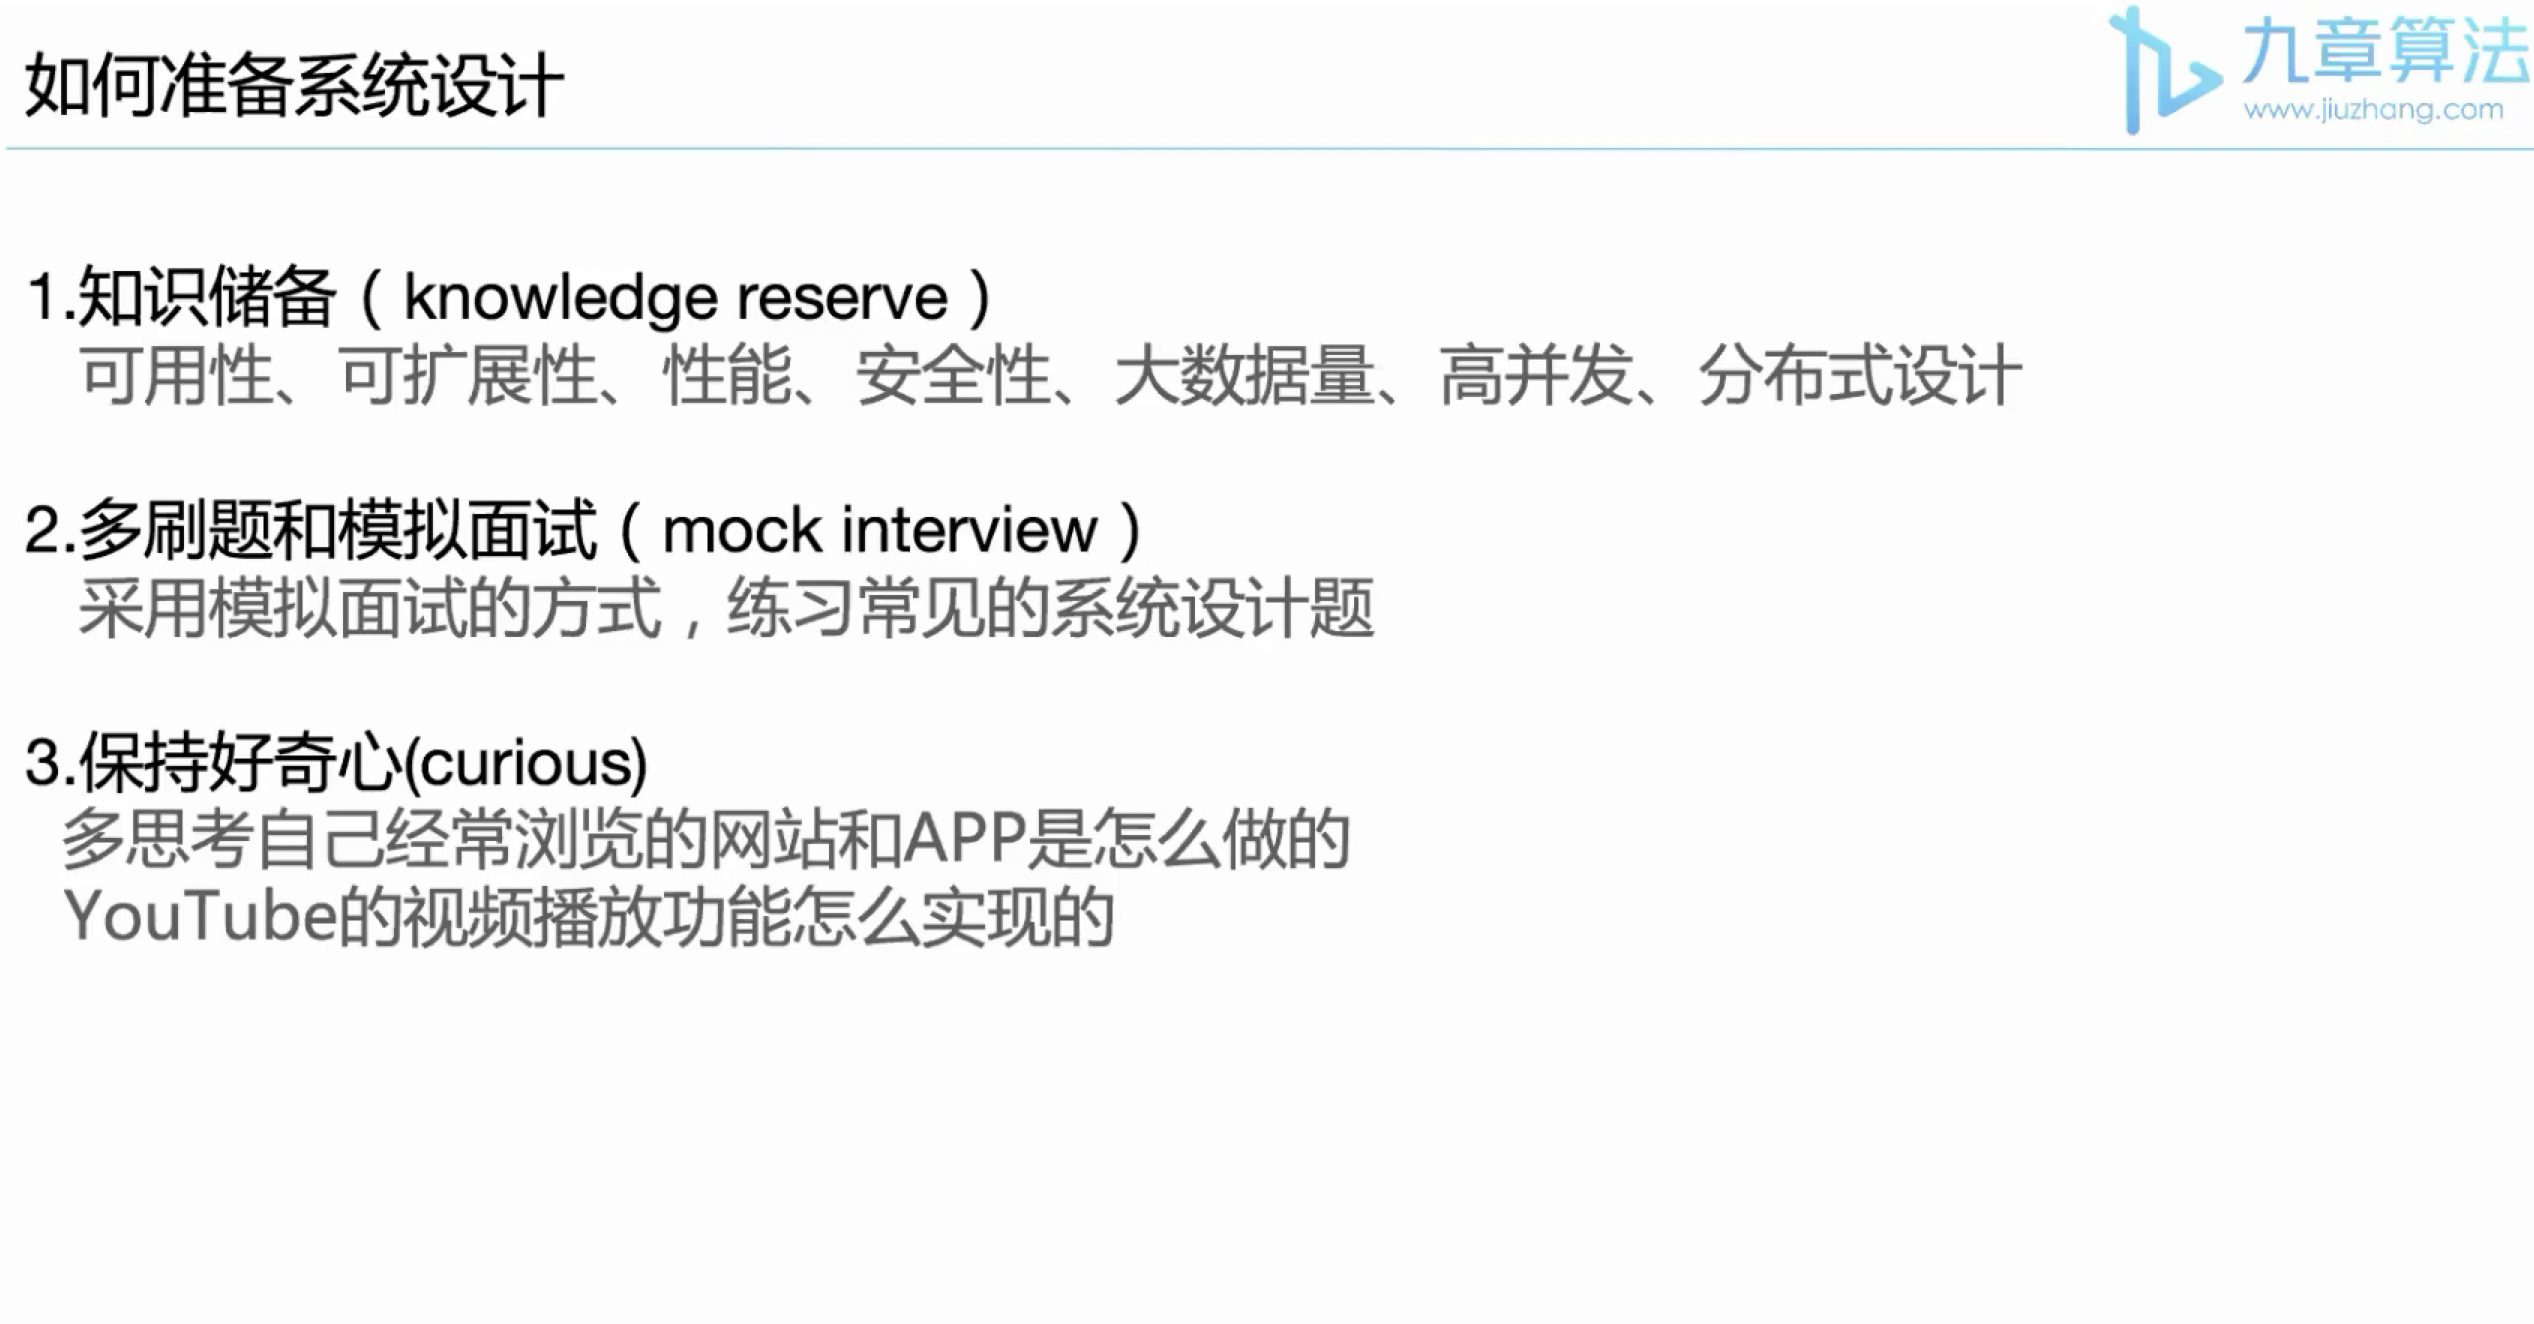 如何准备系统设计
九章算法
www.jiuzhang.com
1.知识储备（knowledge reserve）
可用性、可扩展性、性能、安全性、大数据量、高并发、分布式设计
2.多刷题和模拟面试（mock interview）
采用模拟面试的方式，练习常见的系统设计题
3.保持好奇心(curious)
多思考自己经常浏览的网站和APP是怎么做的
YouTube的视频播放功能怎么实现的